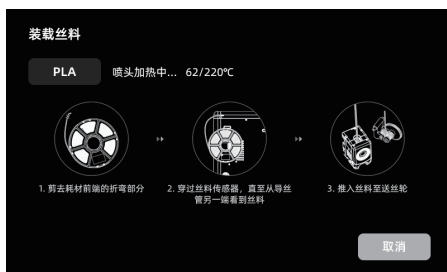 装载丝料
PLA 喷头加热中... 62/220℃
1. 剪去耗材前端的折弯部分
2. 穿过丝料传感器，直至从导丝
管另一端看到丝料
3. 推入丝料至送丝轮
取消